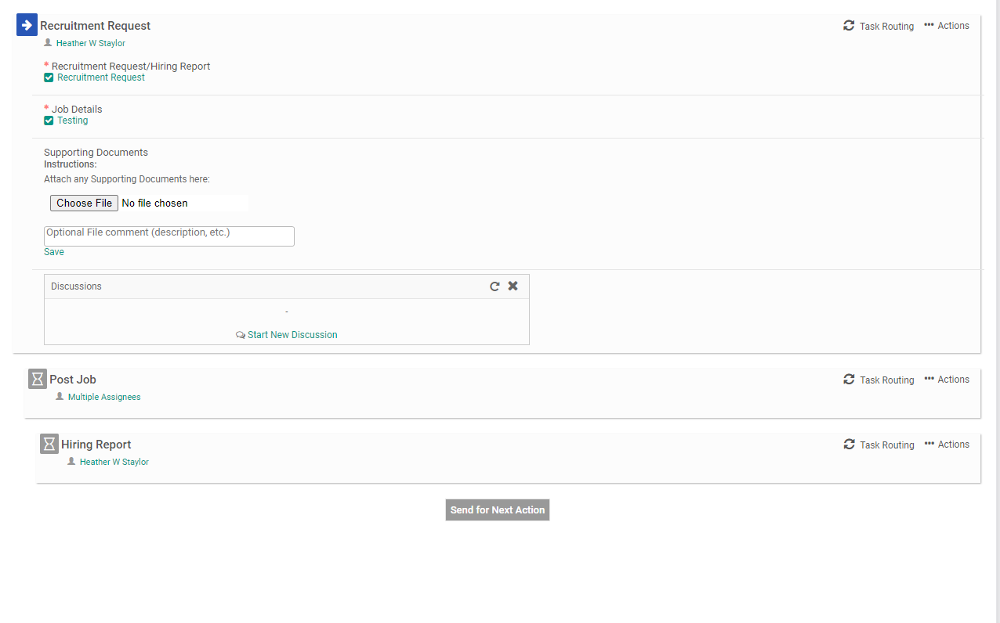 Recruitment Request
Task Routing
••• Actions
Heather W Staylor
* Recruitment Request/Hiring Report
Recruitment Request
* Job Details
Testing
Supporting Documents
Instructions:
Attach any Supporting Documents here:
Choose File No file chosen
Optional File comment (description, etc.)
Save
Discussions
-
Start New Discussion
Post Job
Task Routing
••• Actions
Multiple Assignees
Hiring Report
Task Routing
••• Actions
Heather W Staylor
Send for Next Action